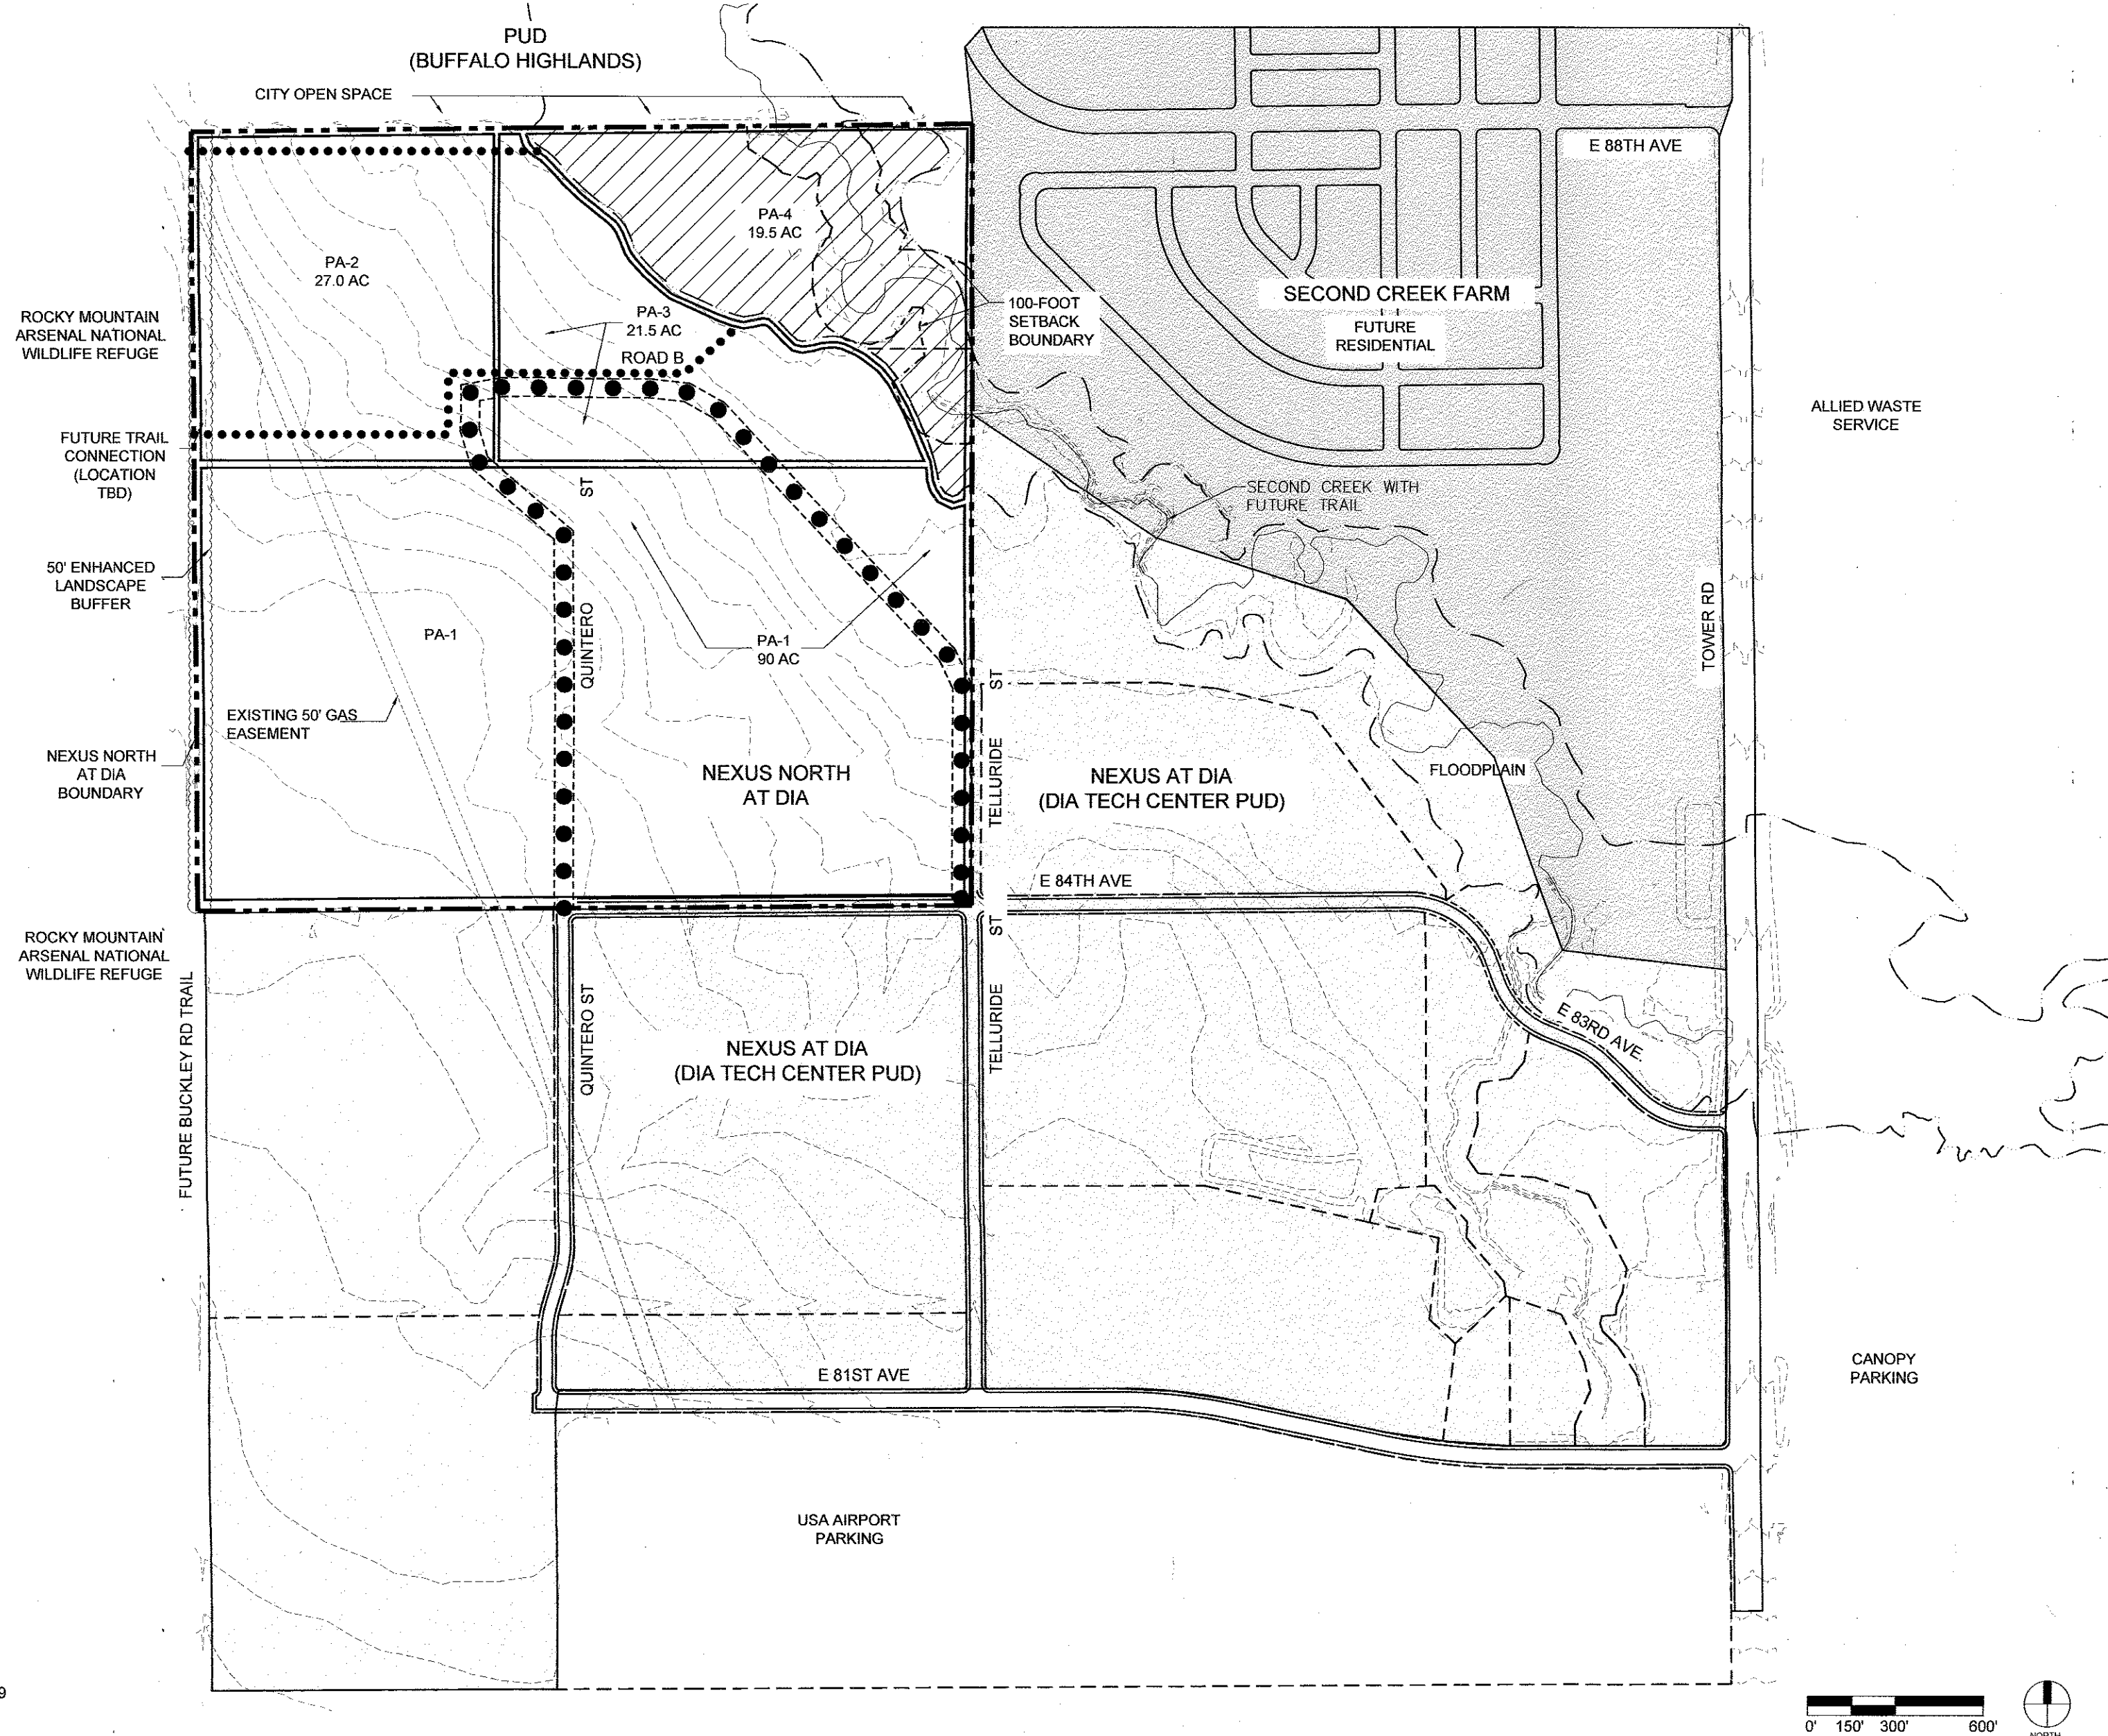 PUD
(BUFFALO HIGHLANDS)
CITY OPEN SPACE
E 88TH AVE
PA-4
19.5 AC
PA-2
27.0 AC
PA-3
21.5 AC
ROAD B
100-FOOT
SETBACK
BOUNDARY
SECOND CREEK FARM
FUTURE
RESIDENTIAL
ROCKY MOUNTAIN
ARSENAL NATIONAL
WILDLIFE REFUGE
ALLIED WASTE
SERVICE
FUTURE TRAIL
CONNECTION
(LOCATION
TBD)
SECOND CREEK WITH
FUTURE TRAIL
50' ENHANCED
LANDSCAPE
BUFFER
QUINTERO ST
PA-1
PA-1
90 AC
TOWER RD
EXISTING 50' GAS
EASEMENT
NEXUS NORTH
AT DIA
BOUNDARY
NEXUS NORTH
AT DIA
TELLURIDE ST
NEXUS AT DIA
(DIA TECH CENTER PUD)
FLOODPLAIN
E 84TH AVE
ROCKY MOUNTAIN
ARSENAL NATIONAL
WILDLIFE REFUGE
FUTURE BUCKLEY RD TRAIL
QUINTERO ST
NEXUS AT DIA
(DIA TECH CENTER PUD)
TELLURIDE ST
E 83RD AVE.
E 81ST AVE
CANOPY
PARKING
USA AIRPORT
PARKING
9
0' 150' 300' 600'
NORTH